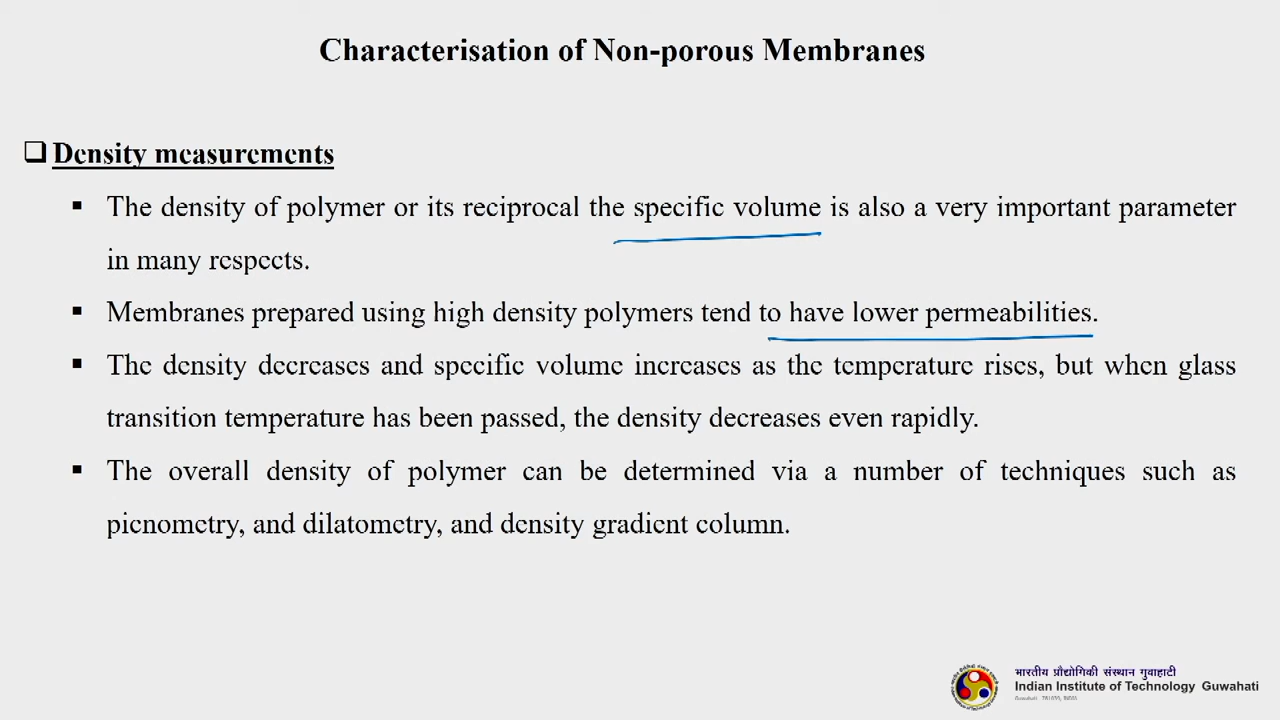 Characterisation of Non-porous Membranes
❑ Density measurements
▪ The density of polymer or its reciprocal the specific volume is also a very important parameter
in many respects.
▪ Membranes prepared using high density polymers tend to have lower permeabilities.
▪ The density decreases and specific volume increases as the temperature rises, but when glass
transition temperature has been passed, the density decreases even rapidly.
▪ The overall density of polymer can be determined via a number of techniques such as
picnometry, and dilatometry, and density gradient column.
भारतीय प्रौद्योगिकी संस्थान गुवाहाटी
Indian Institute of Technology Guwahati